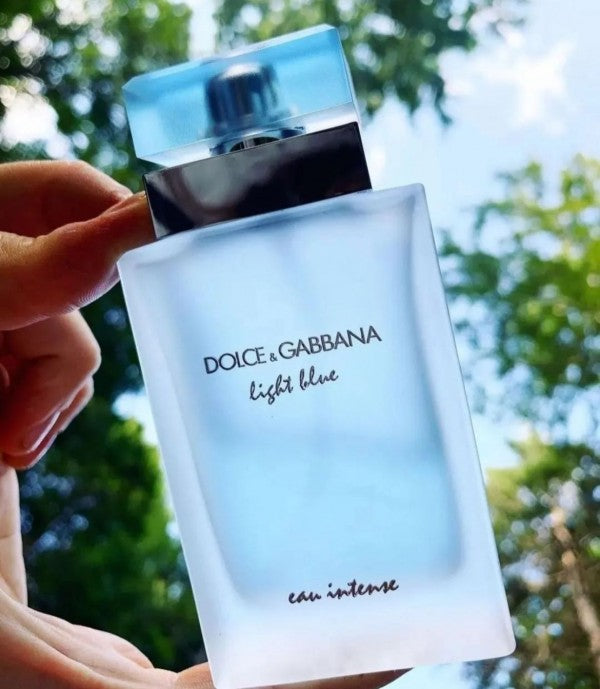 DOLCE & GABBANA
light blue
eau intense